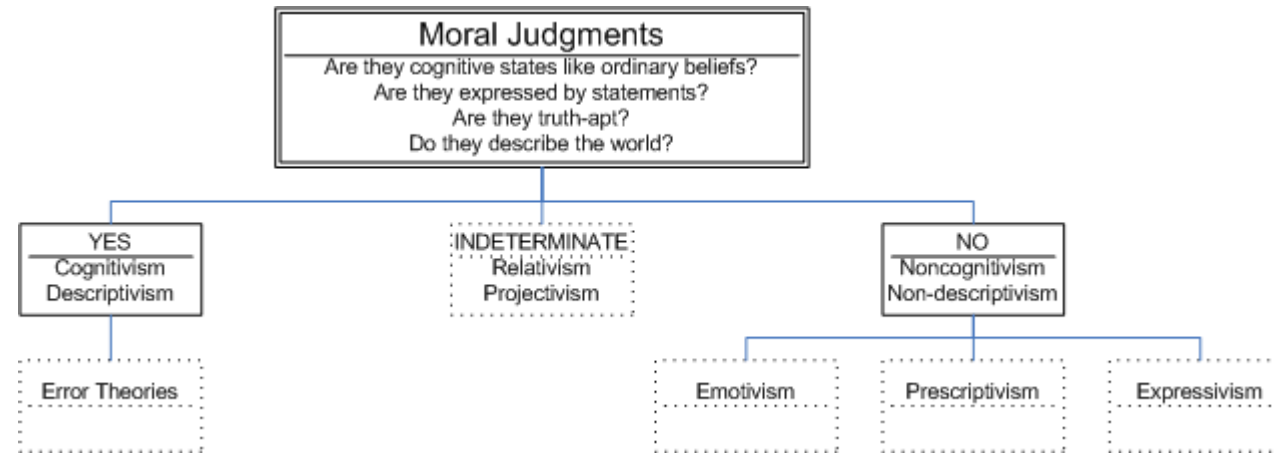 Moral Judgments
Are they cognitive states like ordinary beliefs?
Are they expressed by statements?
Are they truth-apt?
Do they describe the world?
YES
Cognitivism
Descriptivism
INDETERMINATE
Relativism
Projectivism
NO
Noncognitivism
Non-descriptivism
Error Theories
Emotivism
Prescriptivism
Expressivism